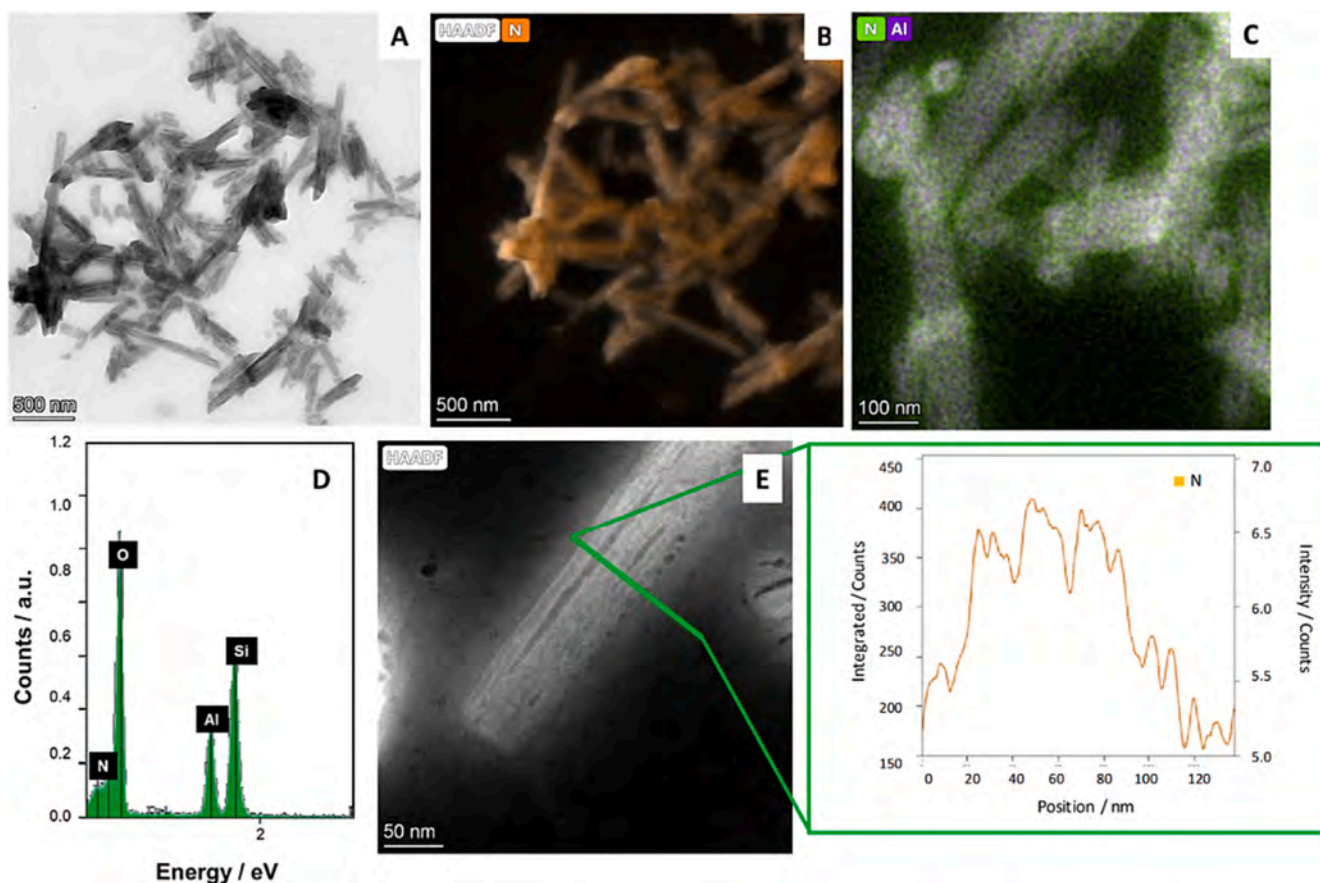 A
500 nm
HAADF N
B
500 nm
N Al
C
100 nm
D
1.2
1.0
0.8
0.6
0.4
0.2
0.0
Counts / a.u.
N
O
Al
Si
2
Energy / eV
HAADF
E
50 nm
N
450
400
350
300
250
200
150
Integrated / Counts
7.0
6.5
6.0
5.5
5.0
Intensity / Counts
0 20 40 60 80 100 120
Position / nm